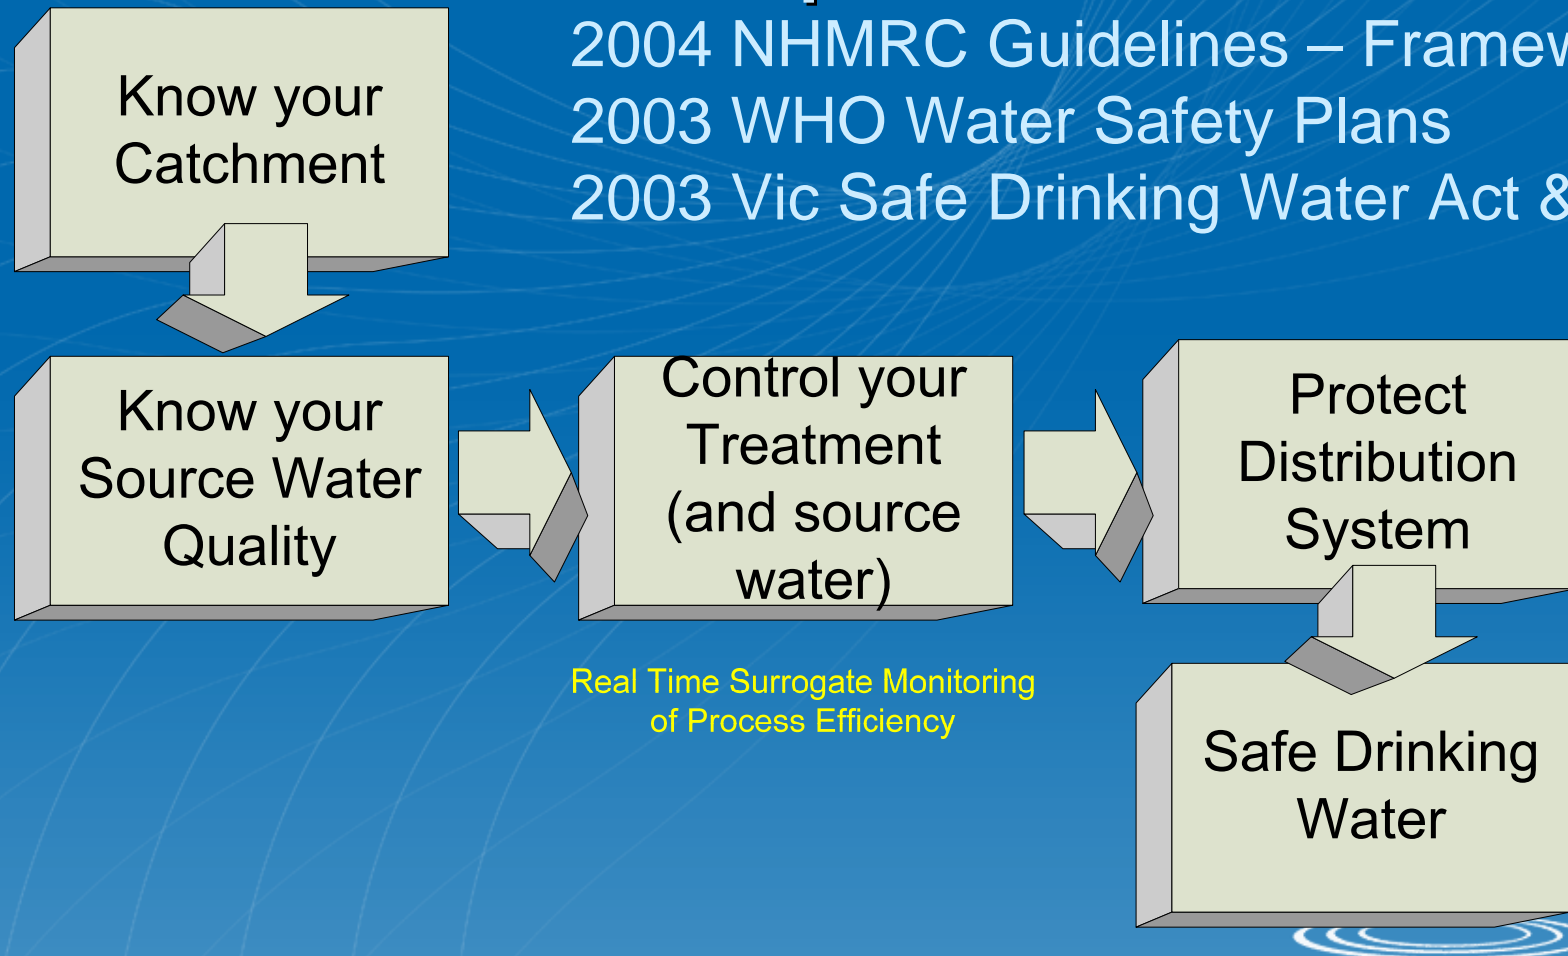 2004 NHMRC Guidelines –
2003 WHO Water Safety Plans
2003 Vic Safe Drinking Water Act &
Know your
Catchment
Know your
Source Water
Quality
Control your
Treatment
(and source
water)
Protect
Distribution
System
Real Time Surrogate Monitoring
of Process Efficiency
Safe Drinking
Water